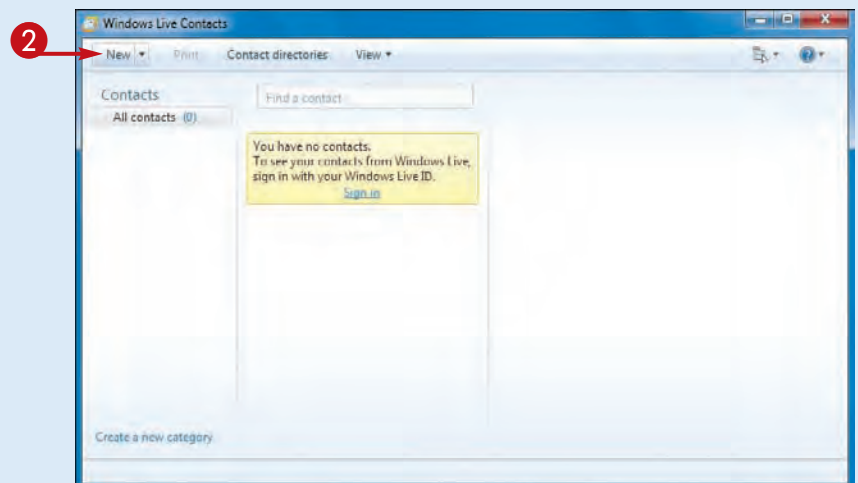 Windows Live Contacts
2
New Print Contact directories View
Contacts
Find a contact
All contacts (0)
You have no contacts.
To see your contacts from Windows Live,
sign in with your Windows Live ID.
Sign in
Create a new category